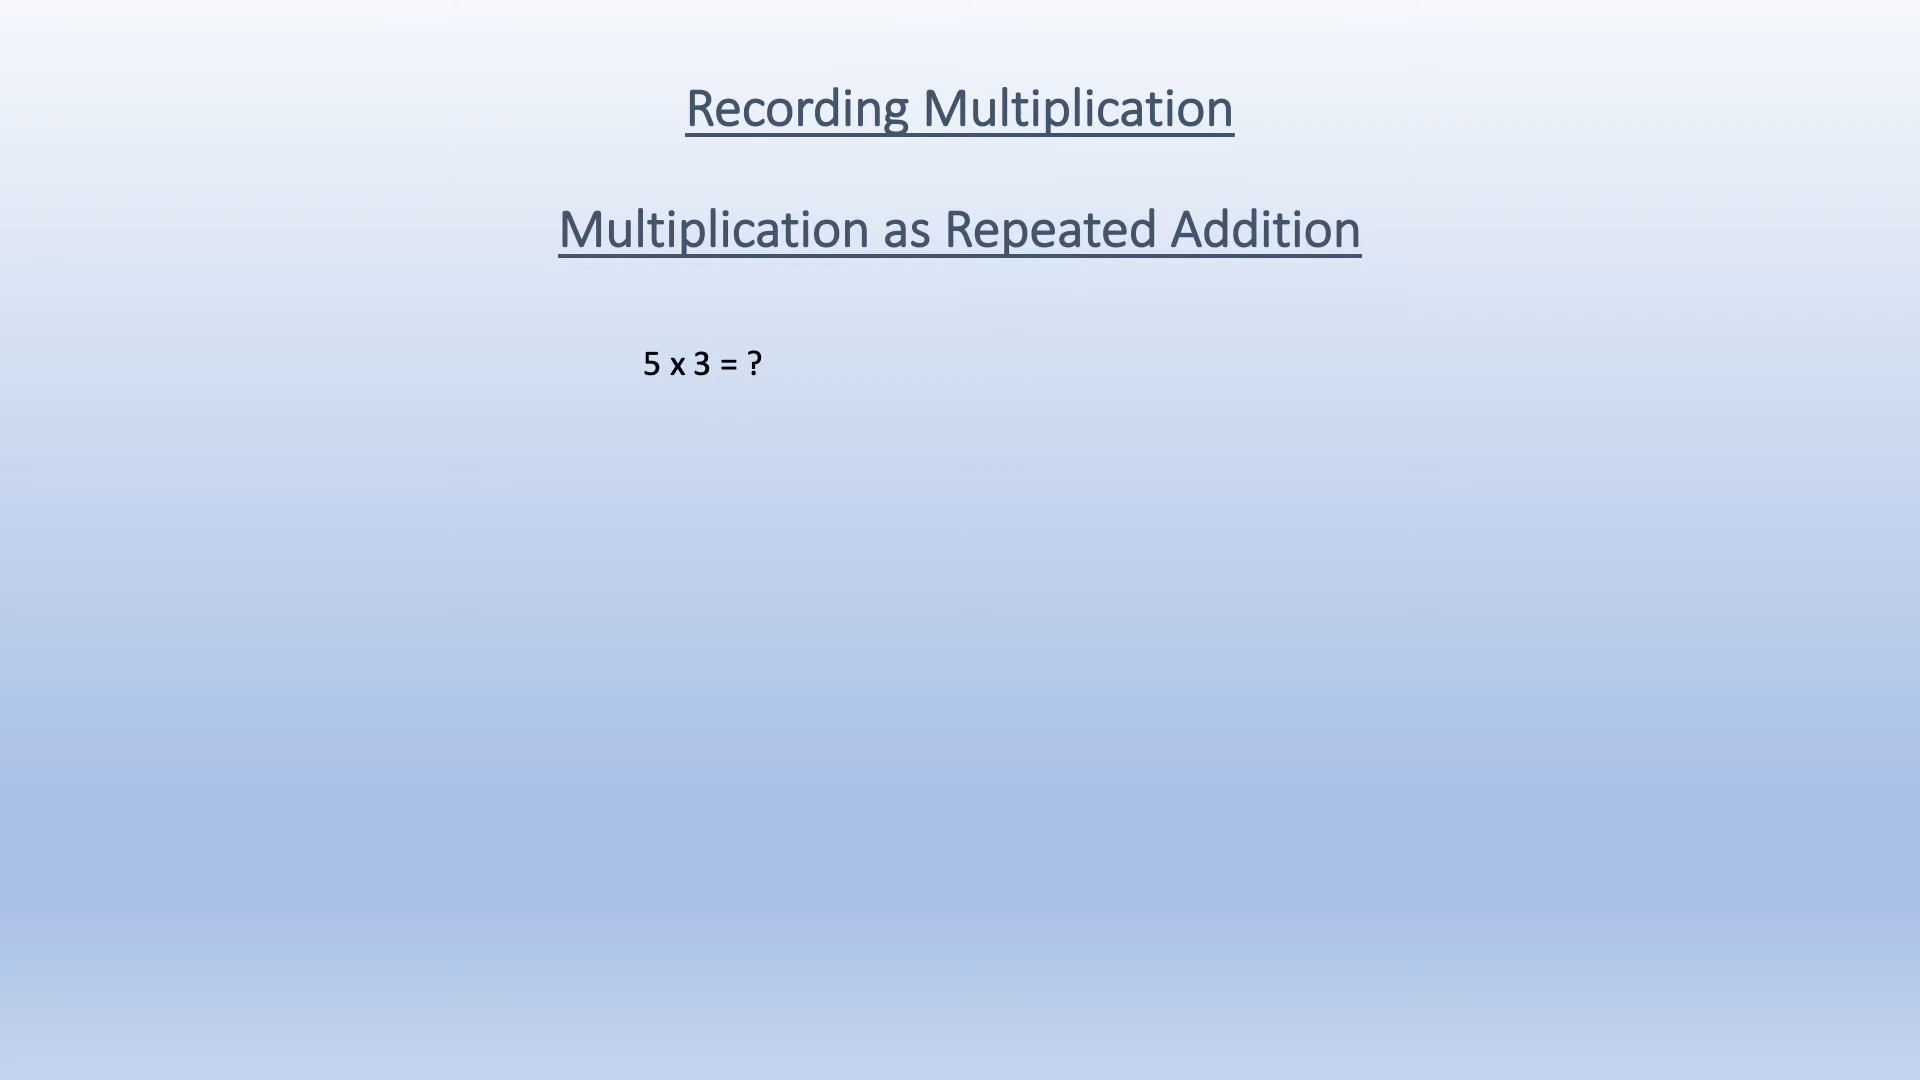 Recording Multiplication
Multiplication as Repeated Addition
5 x 3 = ?